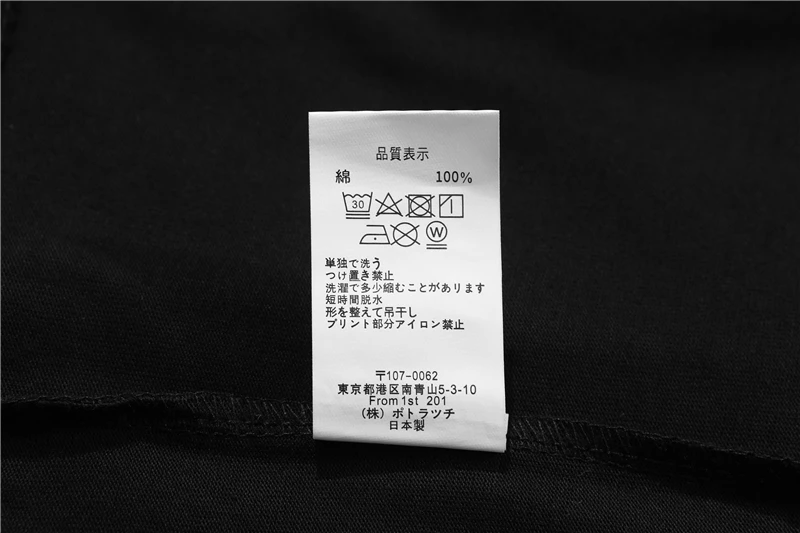 品質表示
綿 100%
30
W
単独で洗う
つけ置き禁止
洗濯で多少縮むことがあります
短時間脱水
形を整えて吊干し
プリント部分アイロン禁止
〒107-0062
東京都港区南青山5-3-10
From1st 201
(株) ポトラツチ
日本製